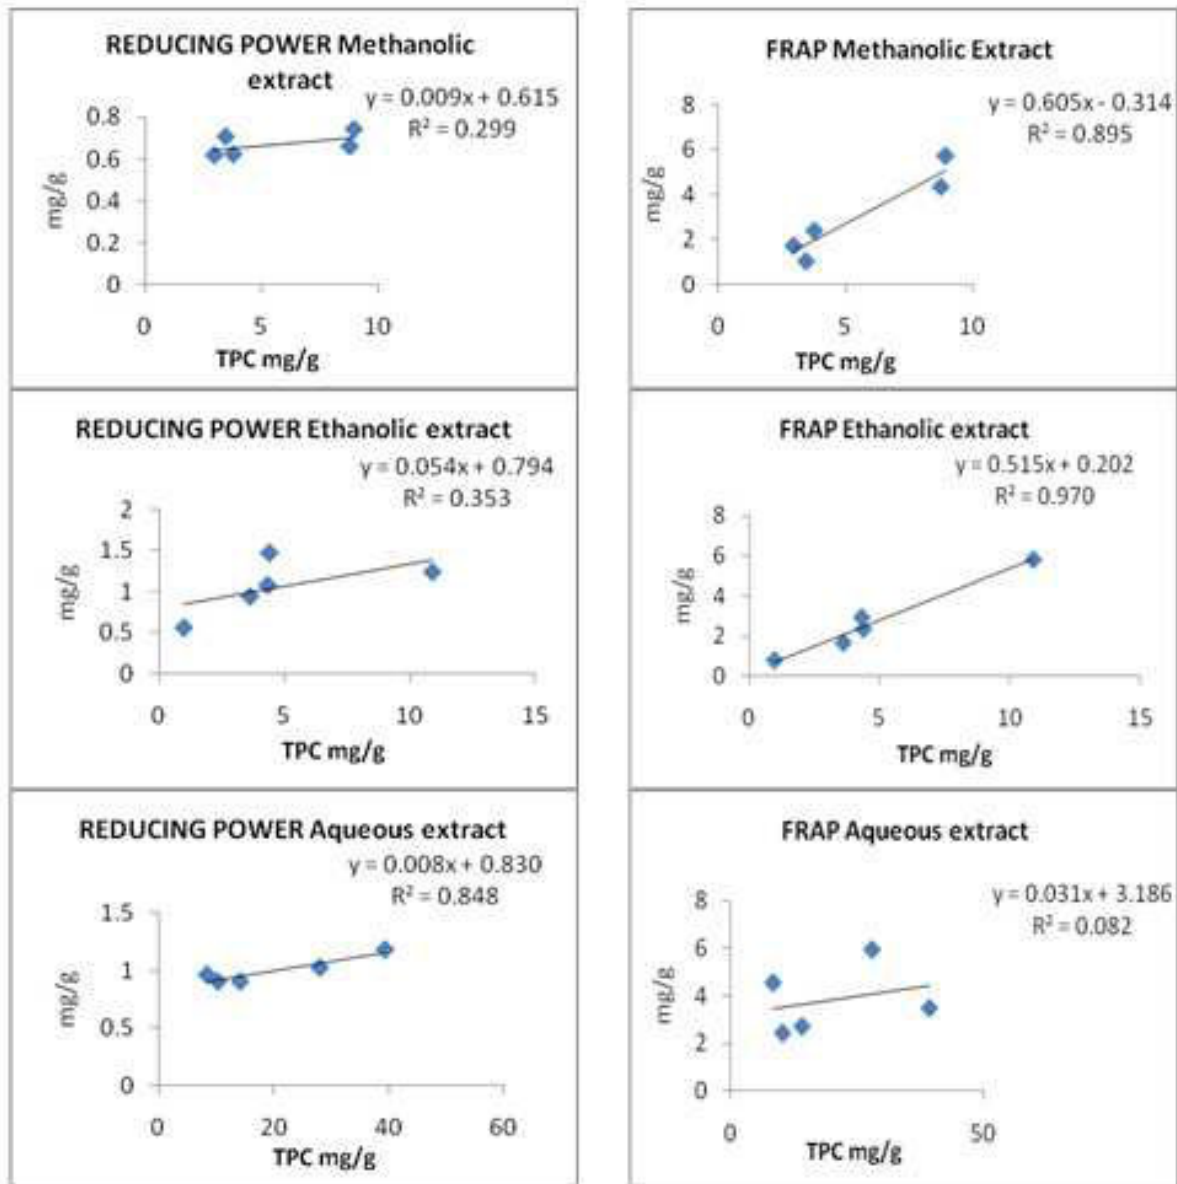 REDUCING POWER Methanolic
extract
y = 0.009x + 0.615
R² = 0.299
0.8
0.6
0.4
0.2
0
mg/g
0 5 10
TPC mg/g
FRAP Methanolic Extract
y = 0.605x - 0.314
R² = 0.895
8
6
4
2
0
mg/g
0 5 10
TPC mg/g
REDUCING POWER Ethanolic extract
y = 0.054x + 0.794
R² = 0.353
2
1.5
1
0.5
0
mg/g
0 5 10 15
TPC mg/g
FRAP Ethanolic extract
y = 0.515x + 0.202
R² = 0.970
8
6
4
2
0
mg/g
0 5 10 15
TPC mg/g
REDUCING POWER Aqueous extract
y = 0.008x + 0.830
R² = 0.848
1.5
1
0.5
0
mg/g
0 20 40 60
TPC mg/g
FRAP Aqueous extract
y = 0.031x + 3.186
R² = 0.082
8
6
4
2
0
mg/g
0 50
TPC mg/g